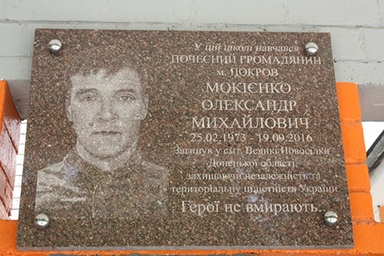 У цій школі навчався
ПОЧЕСНИЙ ГРОМАДЯНИН
м. ПОКРОВ
МОКІЄНКО
ОЛЕКСАНДР
МИХАЙЛОВИЧ
25.02.1973 - 19.09.2016
Загинув у смт. Великі Новосілки
Донецької області,
захищаючи незалежність та
територіальну цілісність України.
Герої не вмирають...